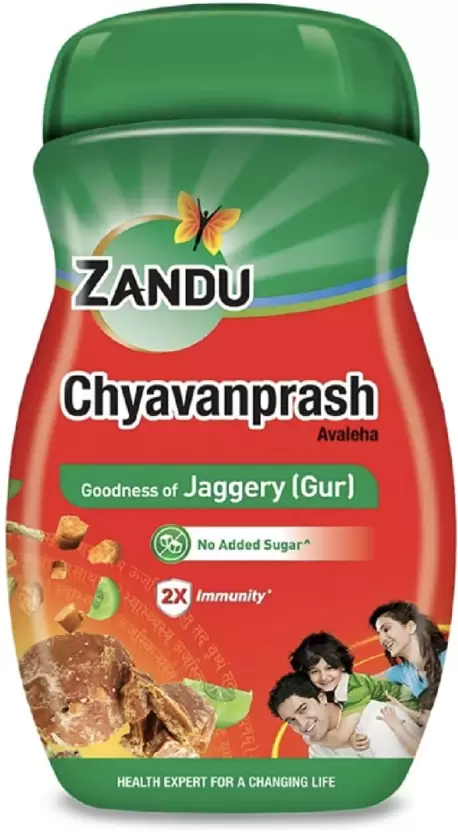 ZANDU
Chyavanprash
Avaleha
Goodness of Jaggery (Gur)
No Added Sugar^
2X Immunity*
HEALTH EXPERT FOR A CHANGING LIFE